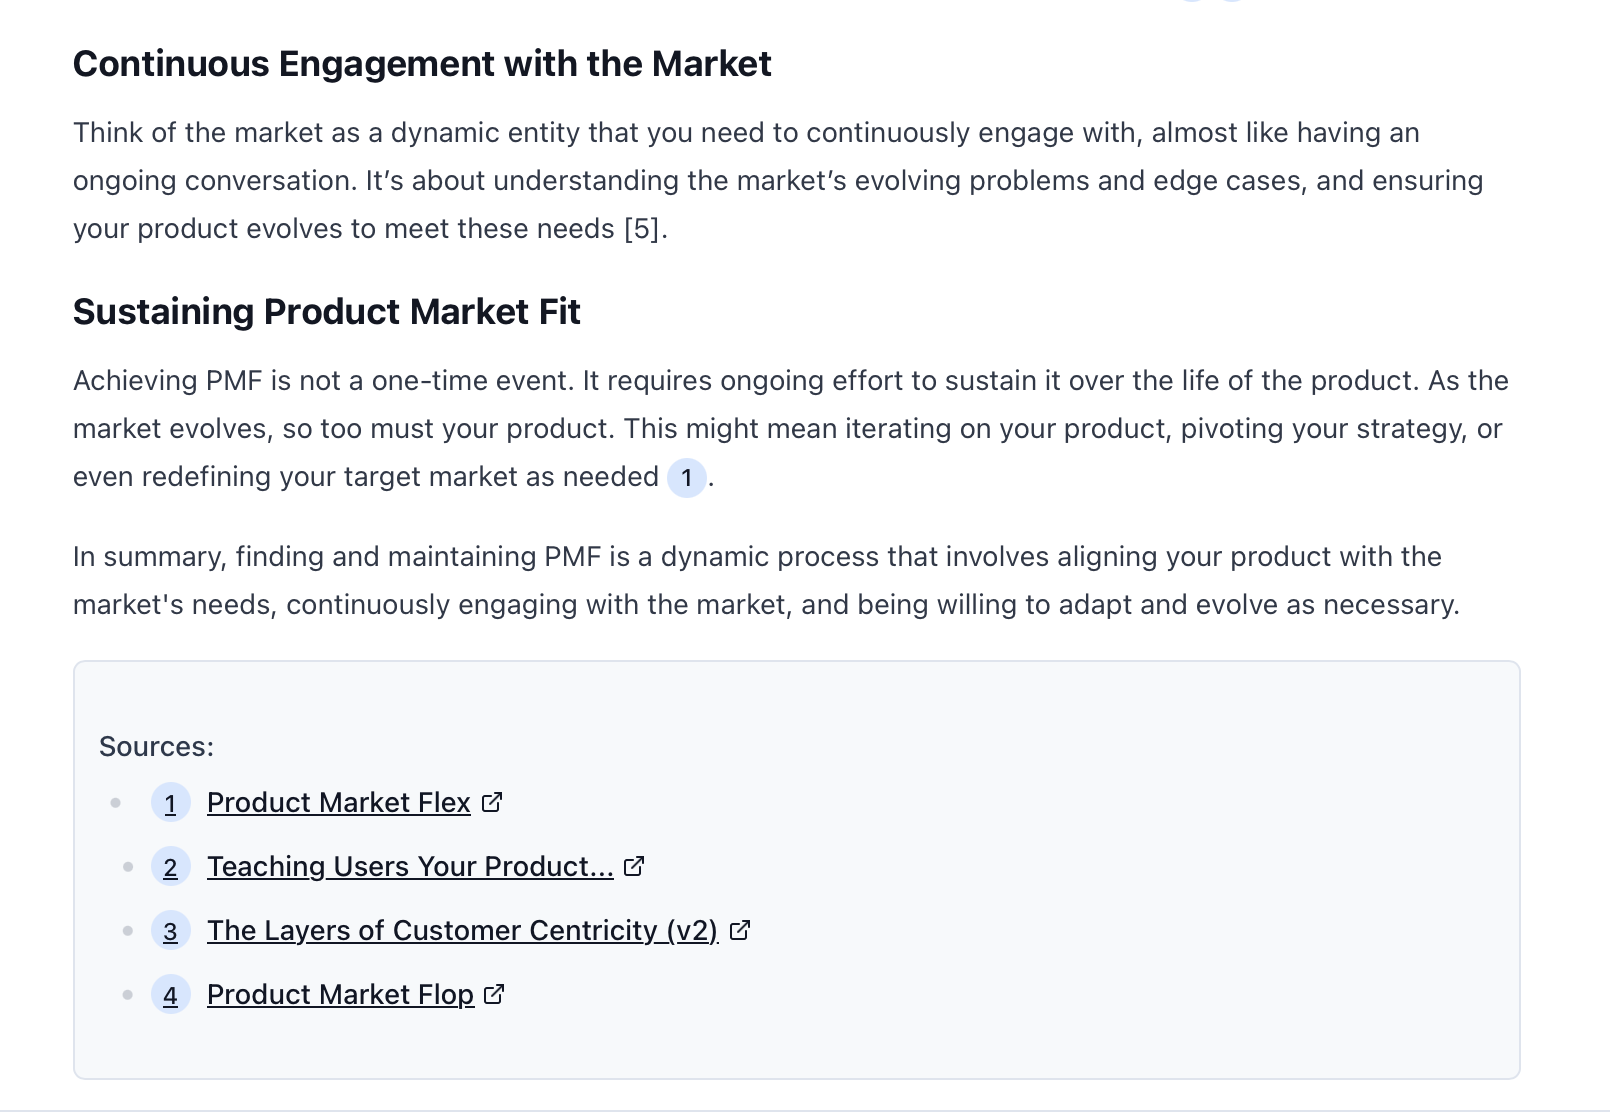 Continuous Engagement with the Market
Think of the market as a dynamic entity that you need to continuously engage with, almost like having an
ongoing conversation. It’s about understanding the market’s evolving problems and edge cases, and ensuring
your product evolves to meet these needs [5].
Sustaining Product Market Fit
Achieving PMF is not a one-time event. It requires ongoing effort to sustain it over the life of the product. As the
market evolves, so too must your product. This might mean iterating on your product, pivoting your strategy, or
even redefining your target market as needed 1.
In summary, finding and maintaining PMF is a dynamic process that involves aligning your product with the
market's needs, continuously engaging with the market, and being willing to adapt and evolve as necessary.
Sources:
1 Product Market Flex
2 Teaching Users Your Product...
3 The Layers of Customer Centricity (v2)
4 Product Market Flop